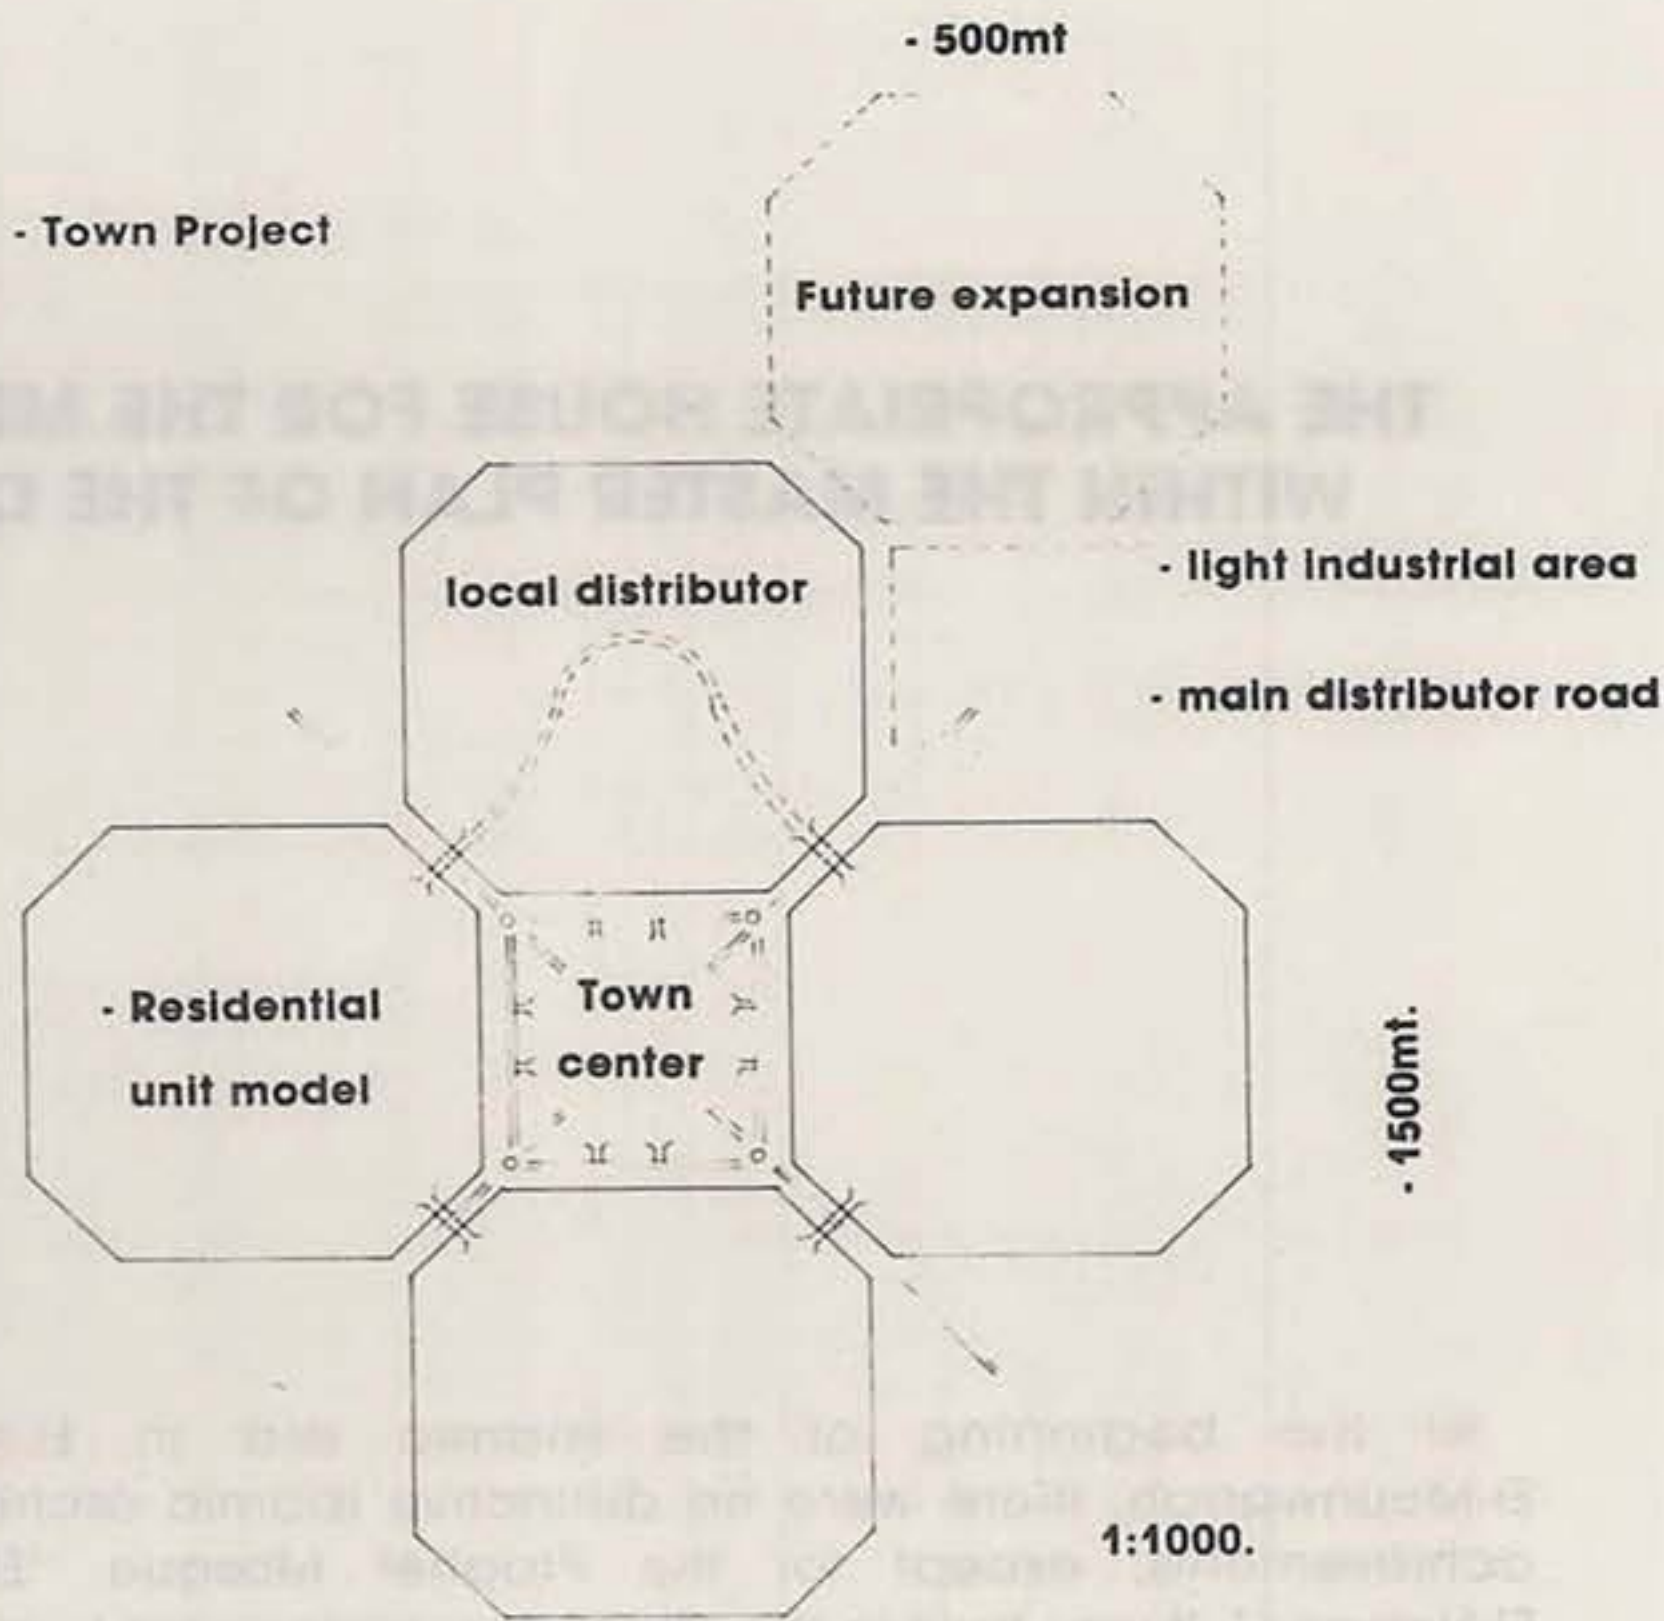 - 500mt
- Town Project
Future expansion
local distributor
- light industrial area
- main distributor road
- Residential
unit model
Town
center
- 1500mt.
1:1000.